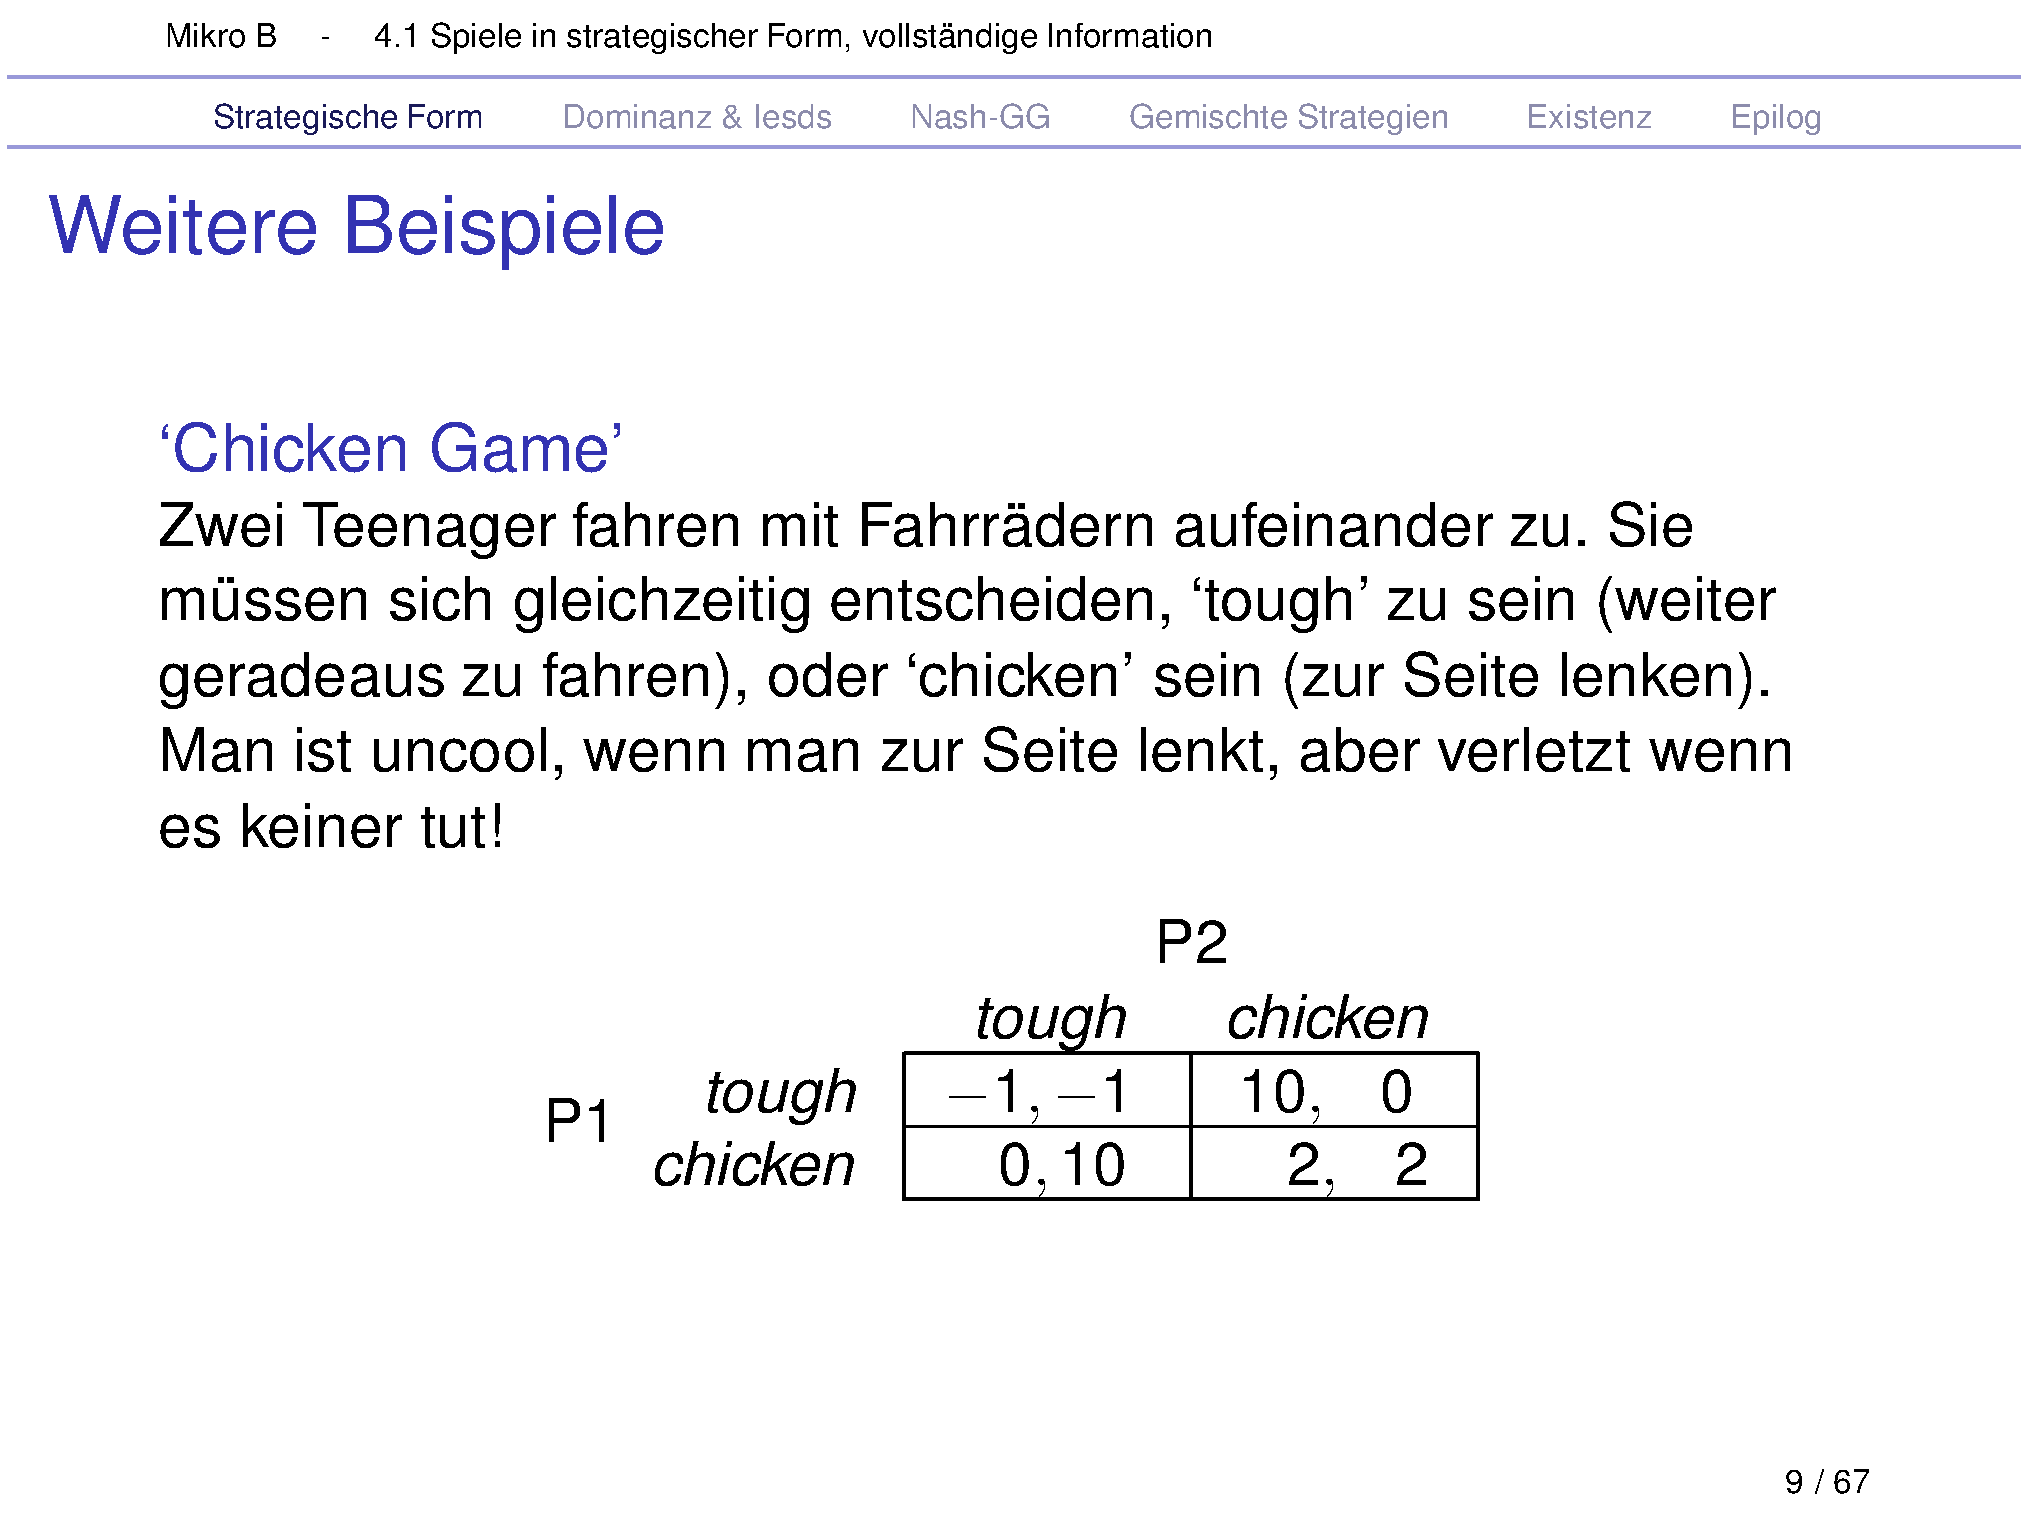 Mikro B - 4.1 Spiele in strategischer Form, vollständige Information
Strategische Form Dominanz & Iesds Nash-GG Gemischte Strategien Existenz Epilog
Weitere Beispiele
‘Chicken Game’
Zwei Teenager fahren mit Fahrrädern aufeinander zu. Sie
müssen sich gleichzeitig entscheiden, ‘tough’ zu sein (weiter
geradeaus zu fahren), oder ‘chicken’ sein (zur Seite lenken).
Man ist uncool, wenn man zur Seite lenkt, aber verletzt wenn
es keiner tut!
P2
tough chicken
tough −1, −1 10, 0
P1
chicken 0, 10 2, 2
9 / 67